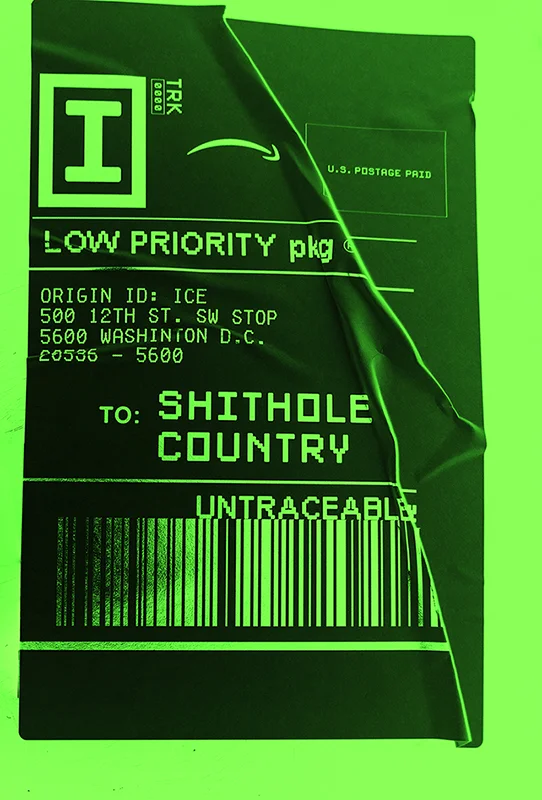 I
TRK
0000
U.S. POSTAGE PAID
LOW PRIORITY pkg ®
ORIGIN ID: ICE
500 12TH ST. SW STOP
5600 WASHINTON D.C.
20536 - 5600
TO: SHITHOLE
COUNTRY
UNTRACEABLE